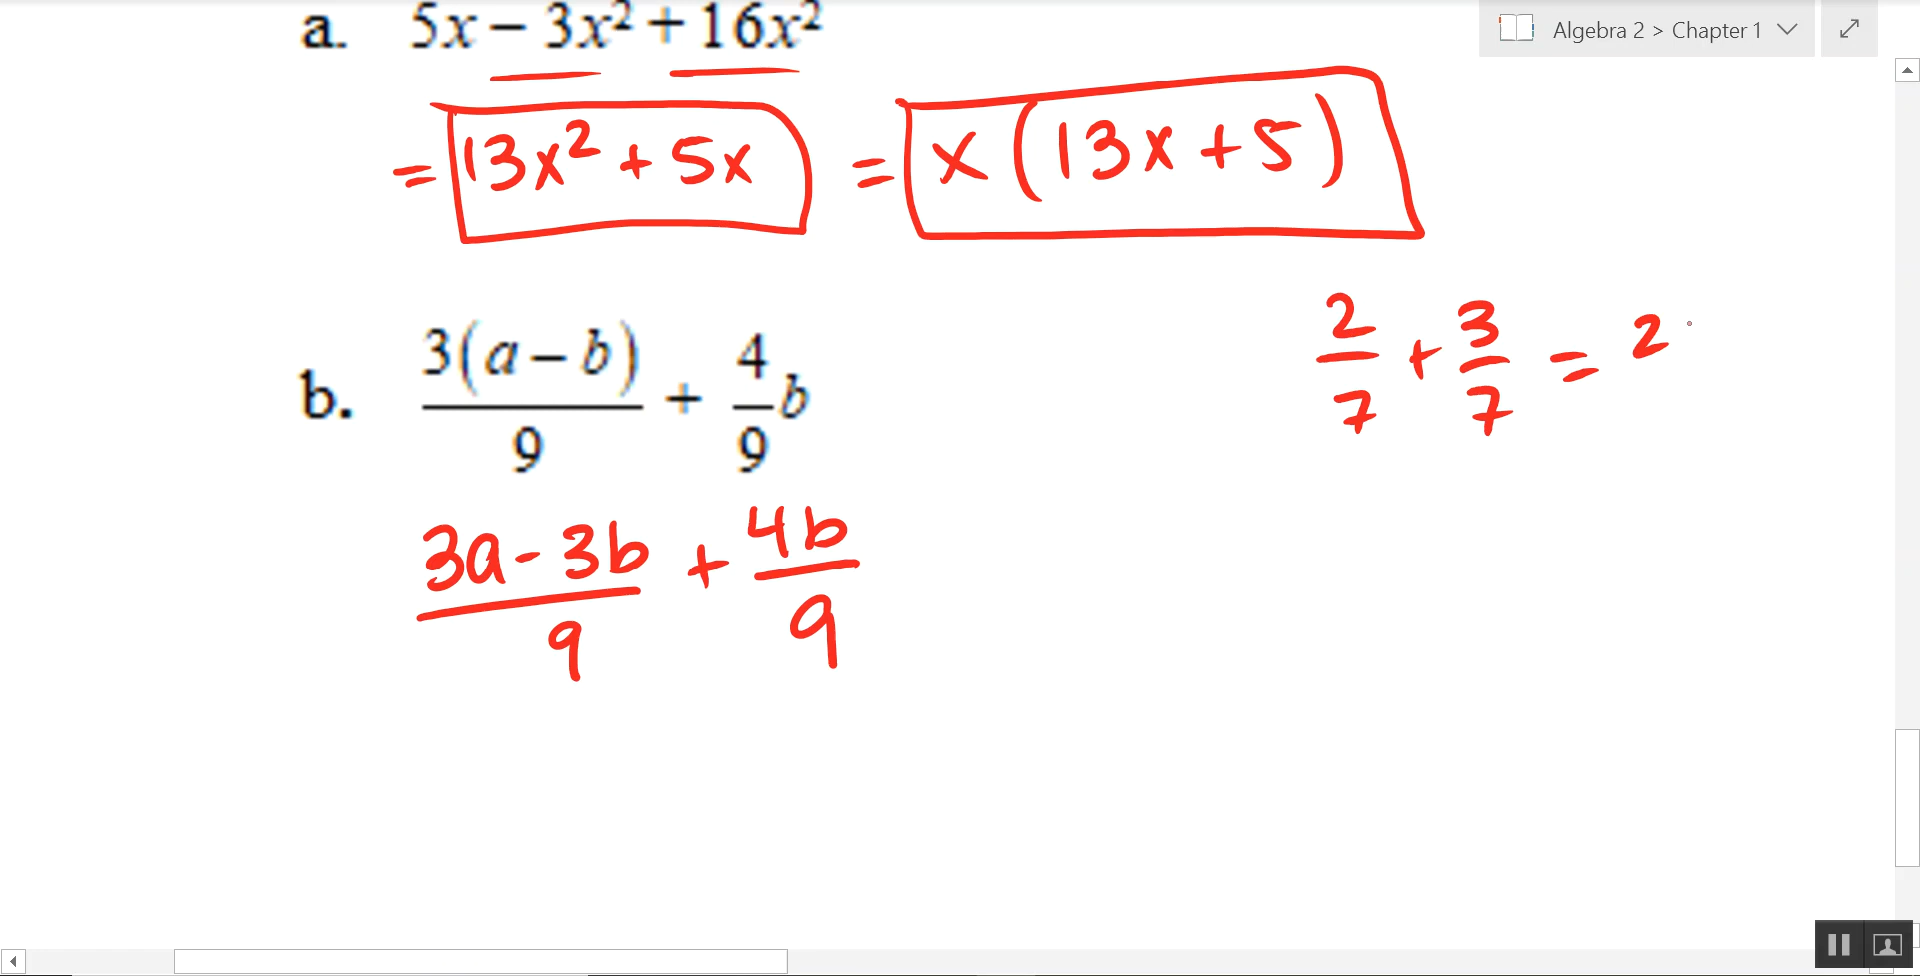 a. 5x − 3x² + 16x²
Algebra 2 > Chapter 1
= 13x² + 5x = x(13x + 5)
b. 3(a − b)/9 + 4/9 b
2/7 + 3/7 = 2
3a - 3b/9 + 4b/9